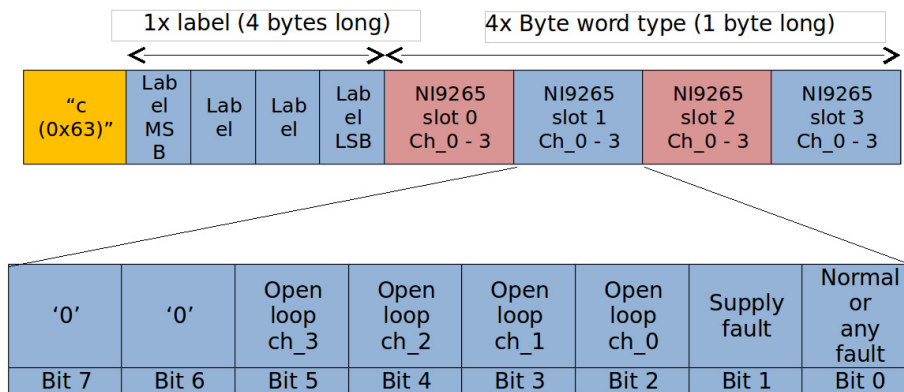 1x label (4 bytes long)
4x Byte word type (1 byte long)
“c
(0x63)”
Lab
el
MS
B
Lab
el
Lab
el
Lab
el
LSB
NI9265
slot 0
Ch_0 - 3
NI9265
slot 1
Ch_0 - 3
NI9265
slot 2
Ch_0 - 3
NI9265
slot 3
Ch_0 - 3
‘0’
‘0’
Open
loop
ch_3
Open
loop
ch_2
Open
loop
ch_1
Open
loop
ch_0
Supply
fault
Normal
or
any
fault
Bit 7
Bit 6
Bit 5
Bit 4
Bit 3
Bit 2
Bit 1
Bit 0